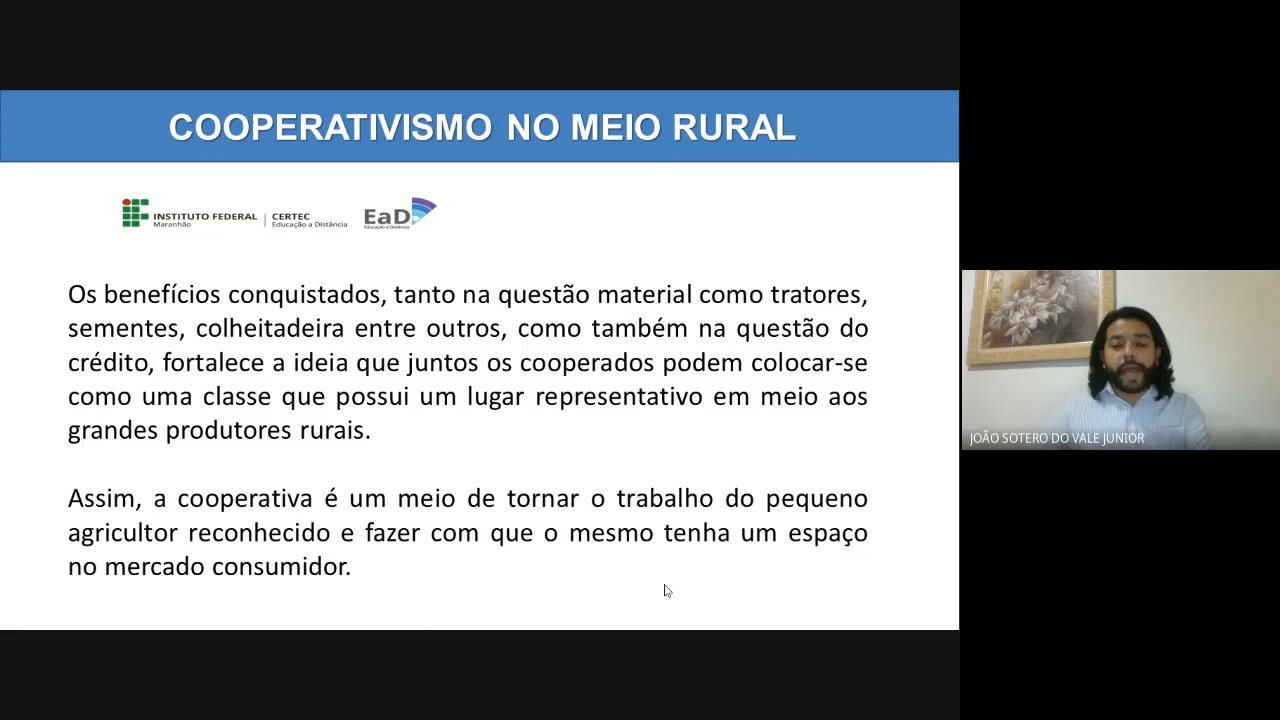 COOPERATIVISMO NO MEIO RURAL
INSTITUTO FEDERAL
Maranhão
CERTEC
Educação a Distância
EaD
Educação a Distância
Os benefícios conquistados, tanto na questão material como tratores,
sementes, colheitadeira entre outros, como também na questão do
crédito, fortalece a ideia que juntos os cooperados podem colocar-se
como uma classe que possui um lugar representativo em meio aos
grandes produtores rurais.
Assim, a cooperativa é um meio de tornar o trabalho do pequeno
agricultor reconhecido e fazer com que o mesmo tenha um espaço
no mercado consumidor.
JOÃO SOTERO DO VALE JUNIOR